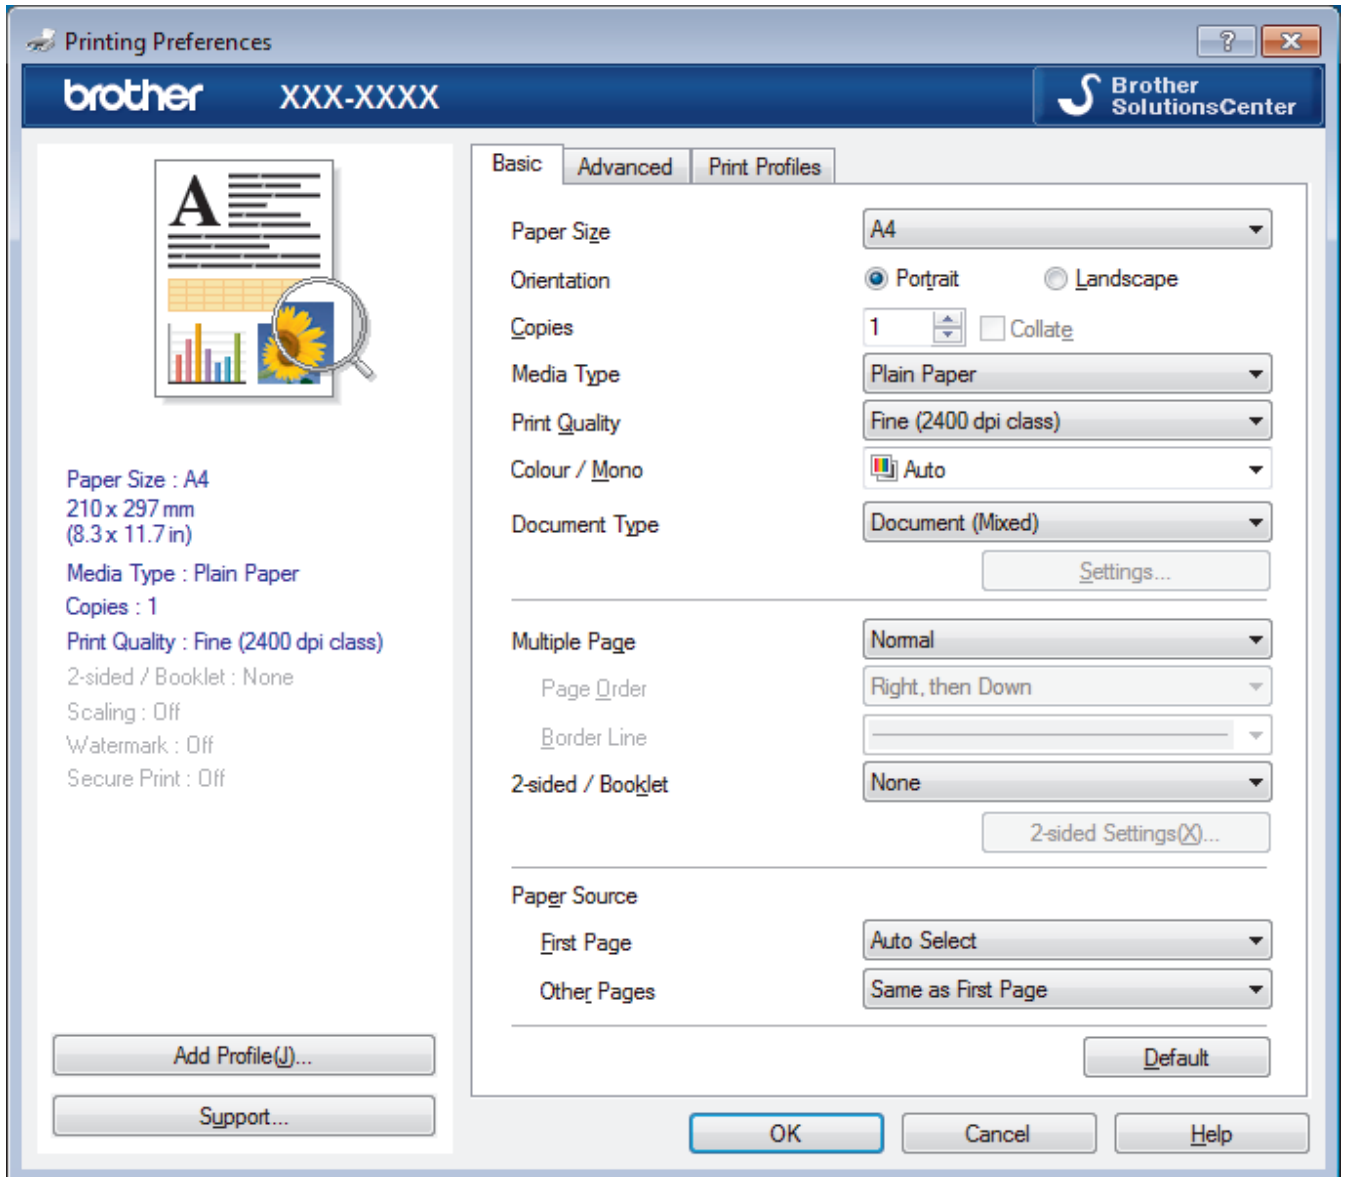 Printing Preferences
brother XXX-XXXX
Brother
SolutionsCenter
A
Paper Size : A4
210 x 297 mm
(8.3 x 11.7 in)
Media Type : Plain Paper
Copies : 1
Print Quality : Fine (2400 dpi class)
2-sided / Booklet : None
Scaling : Off
Watermark : Off
Secure Print : Off
Add Profile(J)...
Support...
Basic Advanced Print Profiles
Paper Size A4
Orientation Portrait Landscape
Copies 1 Collate
Media Type Plain Paper
Print Quality Fine (2400 dpi class)
Colour / Mono Auto
Document Type Document (Mixed)
Settings...
Multiple Page Normal
Page Order Right, then Down
Border Line
2-sided / Booklet None
2-sided Settings(X)...
Paper Source
First Page Auto Select
Other Pages Same as First Page
Default
OK Cancel Help